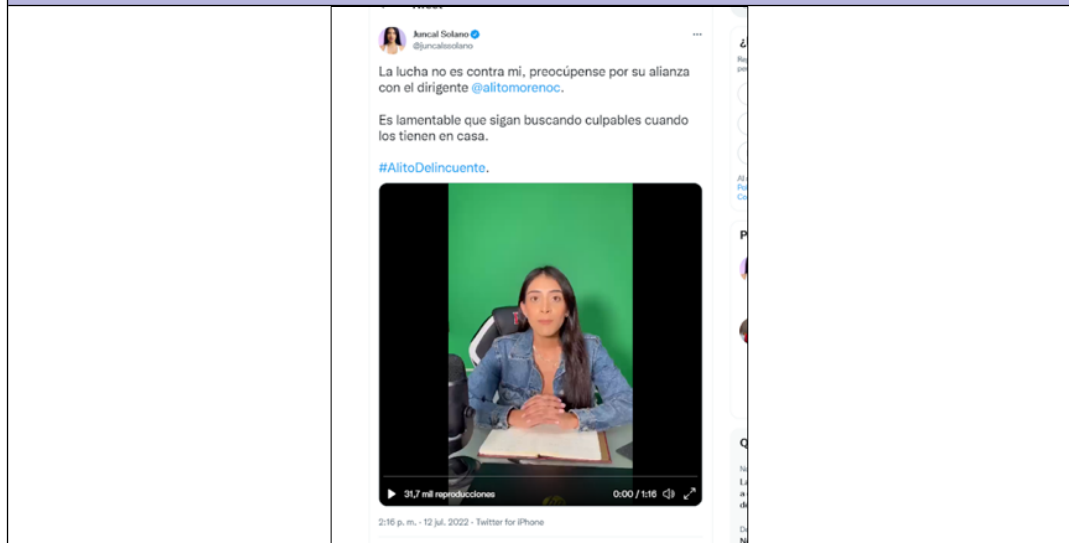 Juncal Solano
@juncalssolano
La lucha no es contra mi, preocúpense por su alianza
con el dirigente @alitomorenoc.
Es lamentable que sigan buscando culpables cuando
los tienen en casa.
#AlitoDelincuente.
31,7 mil reproducciones
0:00 / 1:16
2:16 p. m. · 12 jul. 2022 · Twitter for iPhone